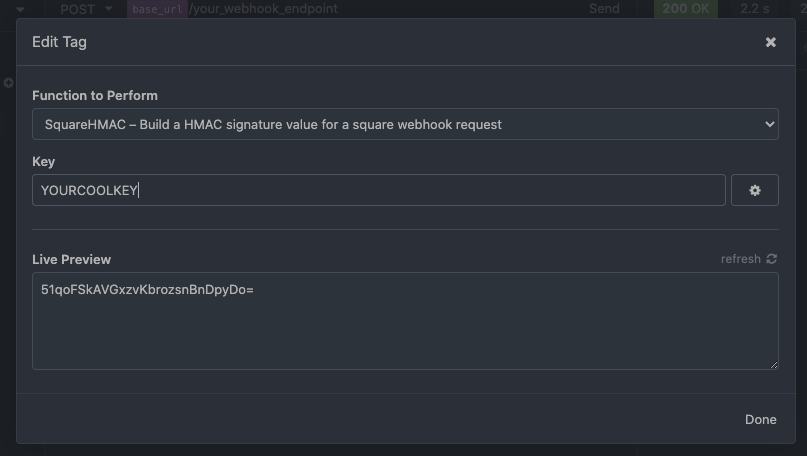 POST base_url/your_webhook_endpoint Send 200 OK 2.2 s 2
Edit Tag
Function to Perform
SquareHMAC – Build a HMAC signature value for a square webhook request
Key
YOURCOOLKEY
Live Preview refresh
51qoFSkAVGxzvKbrozsnBnDpyDo=
Done